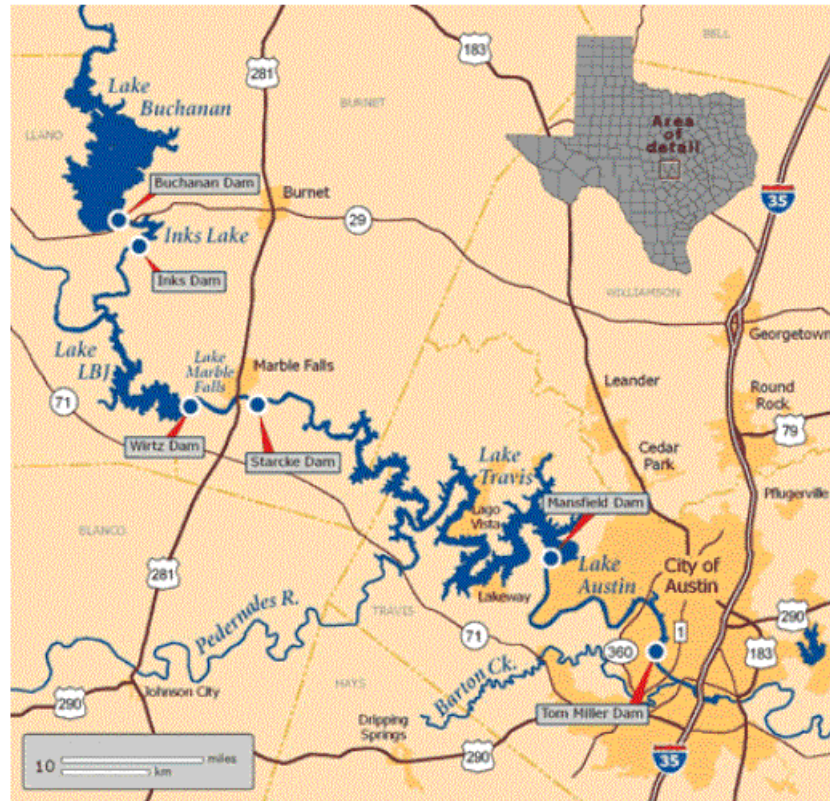 BELL
183
Lake
Buchanan
281
BURNET
Area
of
detail
LLANO
Buchanan Dam
Burnet
35
29
Inks Lake
Inks Dam
WILLIAMSON
Georgetown
Lake
LBJ
Lake
Marble
Falls
Marble Falls
Leander
Round
Rock
71
79
Wirtz Dam
Starcke Dam
Cedar
Park
Lake
Travis
Mansfield Dam
Pflugerville
Lago
Vista
BLANCO
Lake
Austin
City of
Austin
281
Lakeway
Pedernales R.
TRAVIS
290
71
1
360
183
Barton Ck.
HAYS
Johnson City
290
Tom Miller Dam
Dripping
Springs
290
35
10
miles
km